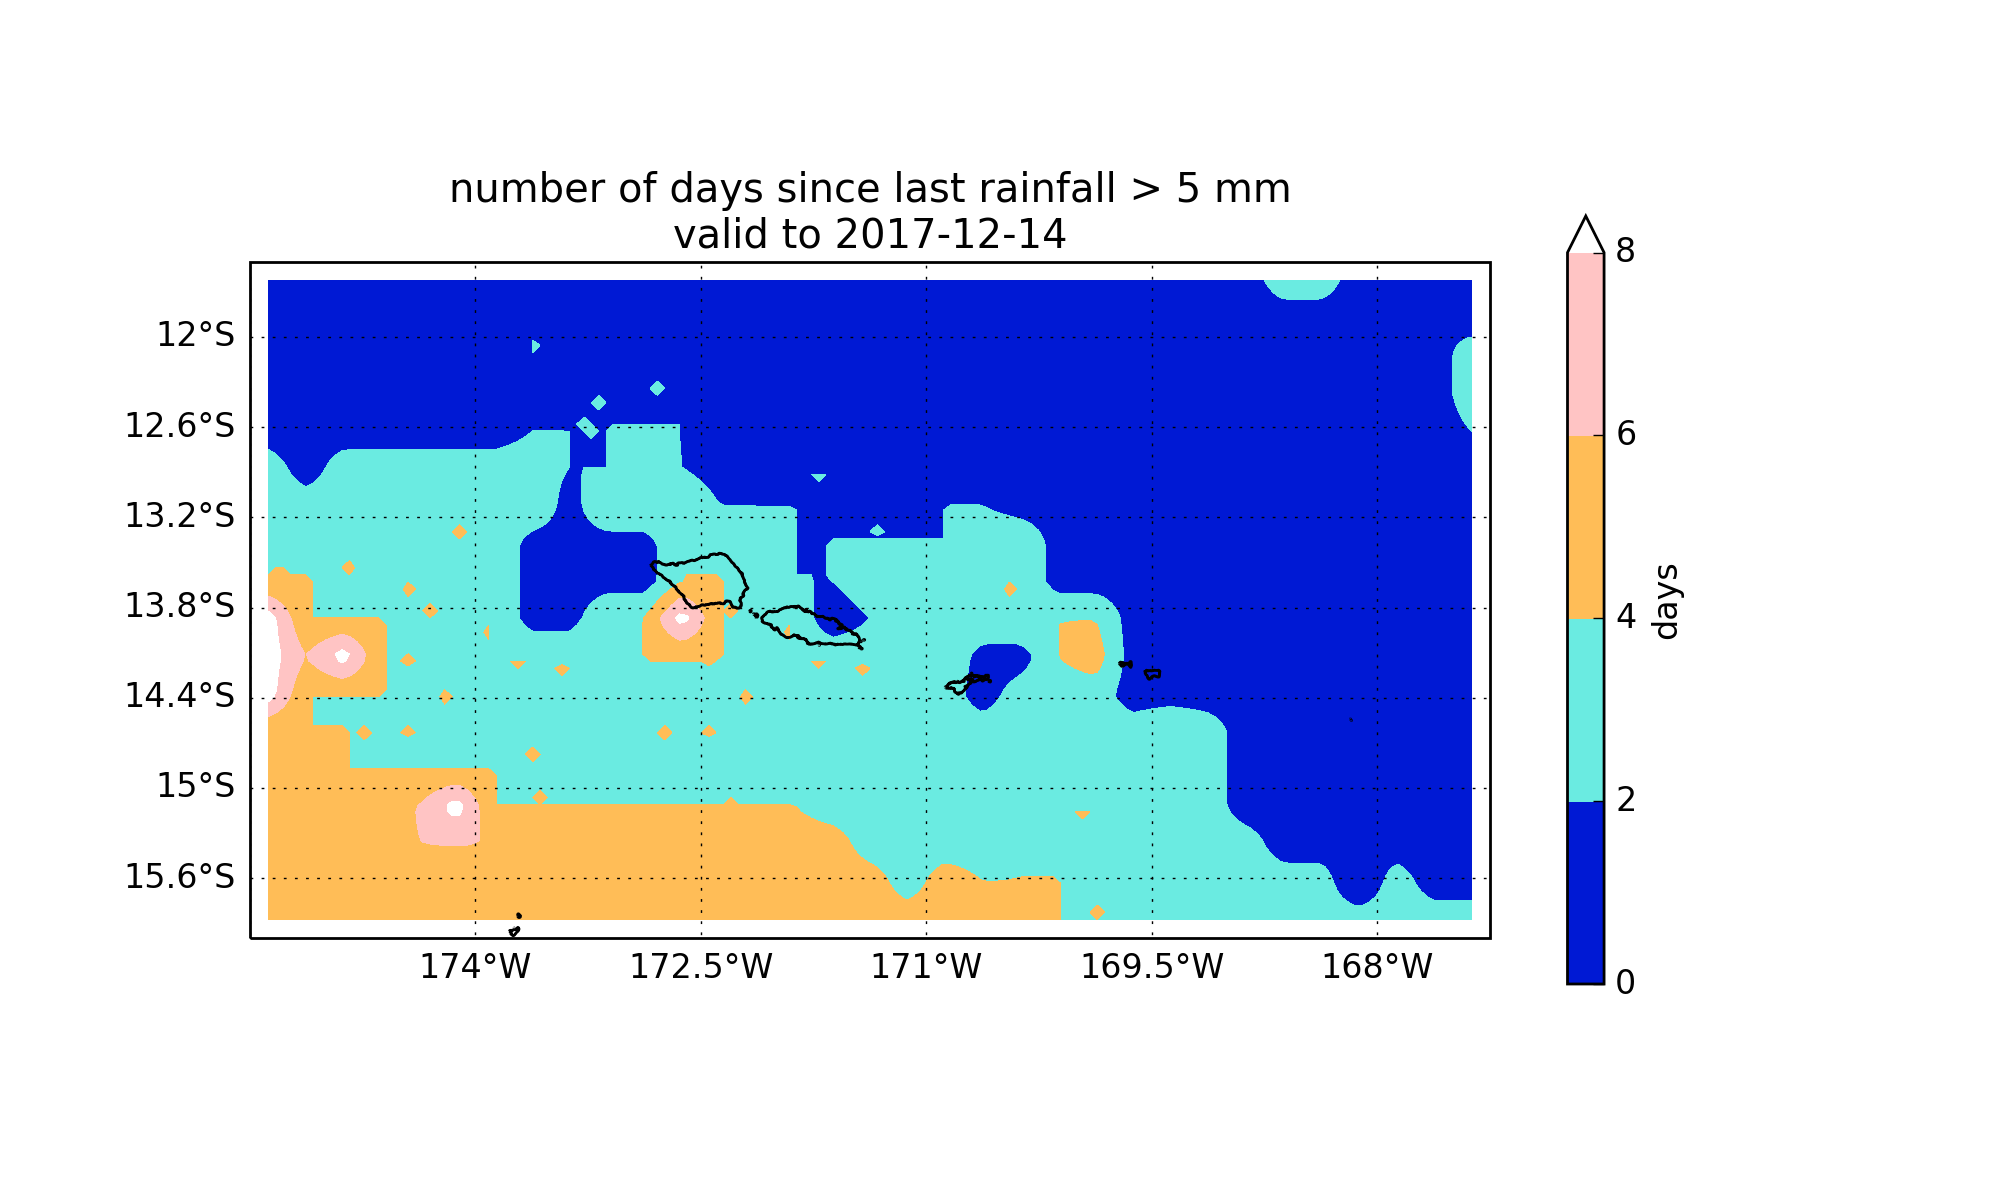 number of days since last rainfall > 5 mm
valid to 2017-12-14
12°S
12.6°S
13.2°S
13.8°S
14.4°S
15°S
15.6°S
174°W
172.5°W
171°W
169.5°W
168°W
8
6
4
2
0
days